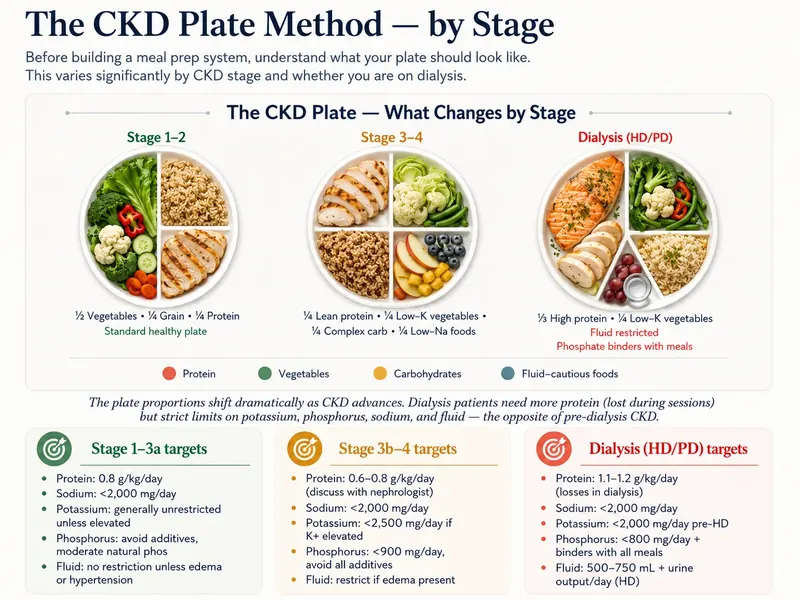 The CKD Plate Method — by Stage
Before building a meal prep system, understand what your plate should look like.
This varies significantly by CKD stage and whether you are on dialysis.
The CKD Plate — What Changes by Stage
Stage 1–2
½ Vegetables • ¼ Grain • ¼ Protein
Standard healthy plate
Stage 3–4
¼ Lean protein • ¼ Low–K vegetables •
¼ Complex carb • ¼ Low–Na foods
Dialysis (HD/PD)
⅓ High protein • ¼ Low–K vegetables
Fluid restricted
Phosphate binders with meals
Protein
Vegetables
Carbohydrates
Fluid–cautious foods
The plate proportions shift dramatically as CKD advances. Dialysis patients need more protein (lost during sessions)
but strict limits on potassium, phosphorus, sodium, and fluid — the opposite of pre-dialysis CKD.
Stage 1–3a targets
• Protein: 0.8 g/kg/day
• Sodium: <2,000 mg/day
• Potassium: generally unrestricted
unless elevated
• Phosphorus: avoid additives,
moderate natural phos
• Fluid: no restriction unless edema
or hypertension
Stage 3b–4 targets
• Protein: 0.6–0.8 g/kg/day
(discuss with nephrologist)
• Sodium: <2,000 mg/day
• Potassium: <2,500 mg/day if
K+ elevated
• Phosphorus: <900 mg/day,
avoid all additives
• Fluid: restrict if edema present
Dialysis (HD/PD) targets
• Protein: 1.1–1.2 g/kg/day
(losses in dialysis)
• Sodium: <2,000 mg/day
• Potassium: <2,000 mg/day pre-HD
• Phosphorus: <800 mg/day +
binders with all meals
• Fluid: 500–750 mL + urine
output/day (HD)